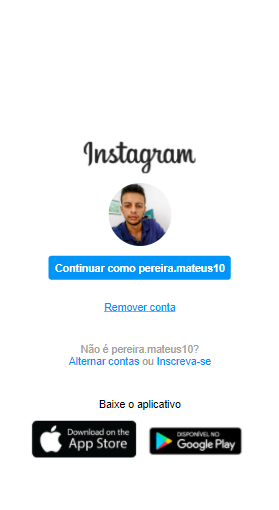 Instagram
Continuar como pereira.mateus10
Remover conta
Não é pereira.mateus10?
Alternar contas ou Inscreva-se
Baixe o aplicativo
Download on the
App Store
DISPONÍVEL NO
Google Play